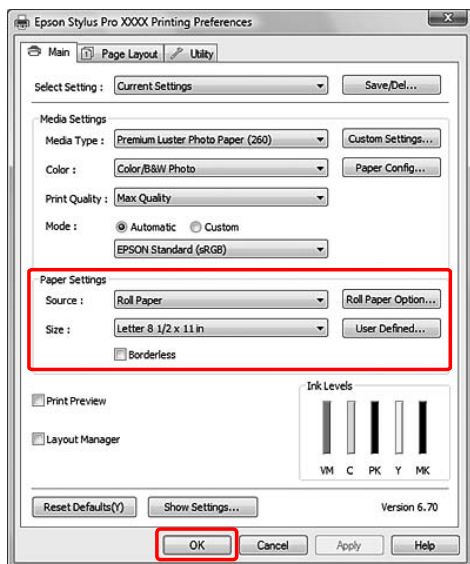 Epson Stylus Pro XXXX Printing Preferences
Main Page Layout Utility
Select Setting : Current Settings Save/Del...
Media Settings
Media Type : Premium Luster Photo Paper (260) Custom Settings...
Color : Color/B&W Photo Paper Config...
Print Quality : Max Quality
Mode : Automatic Custom
EPSON Standard (sRGB)
Paper Settings
Source : Roll Paper Roll Paper Option...
Size : Letter 8 1/2 x 11 in User Defined...
Borderless
Print Preview
Ink Levels
Layout Manager
VM C PK Y MK
Reset Defaults(Y) Show Settings... Version 6.70
OK Cancel Apply Help